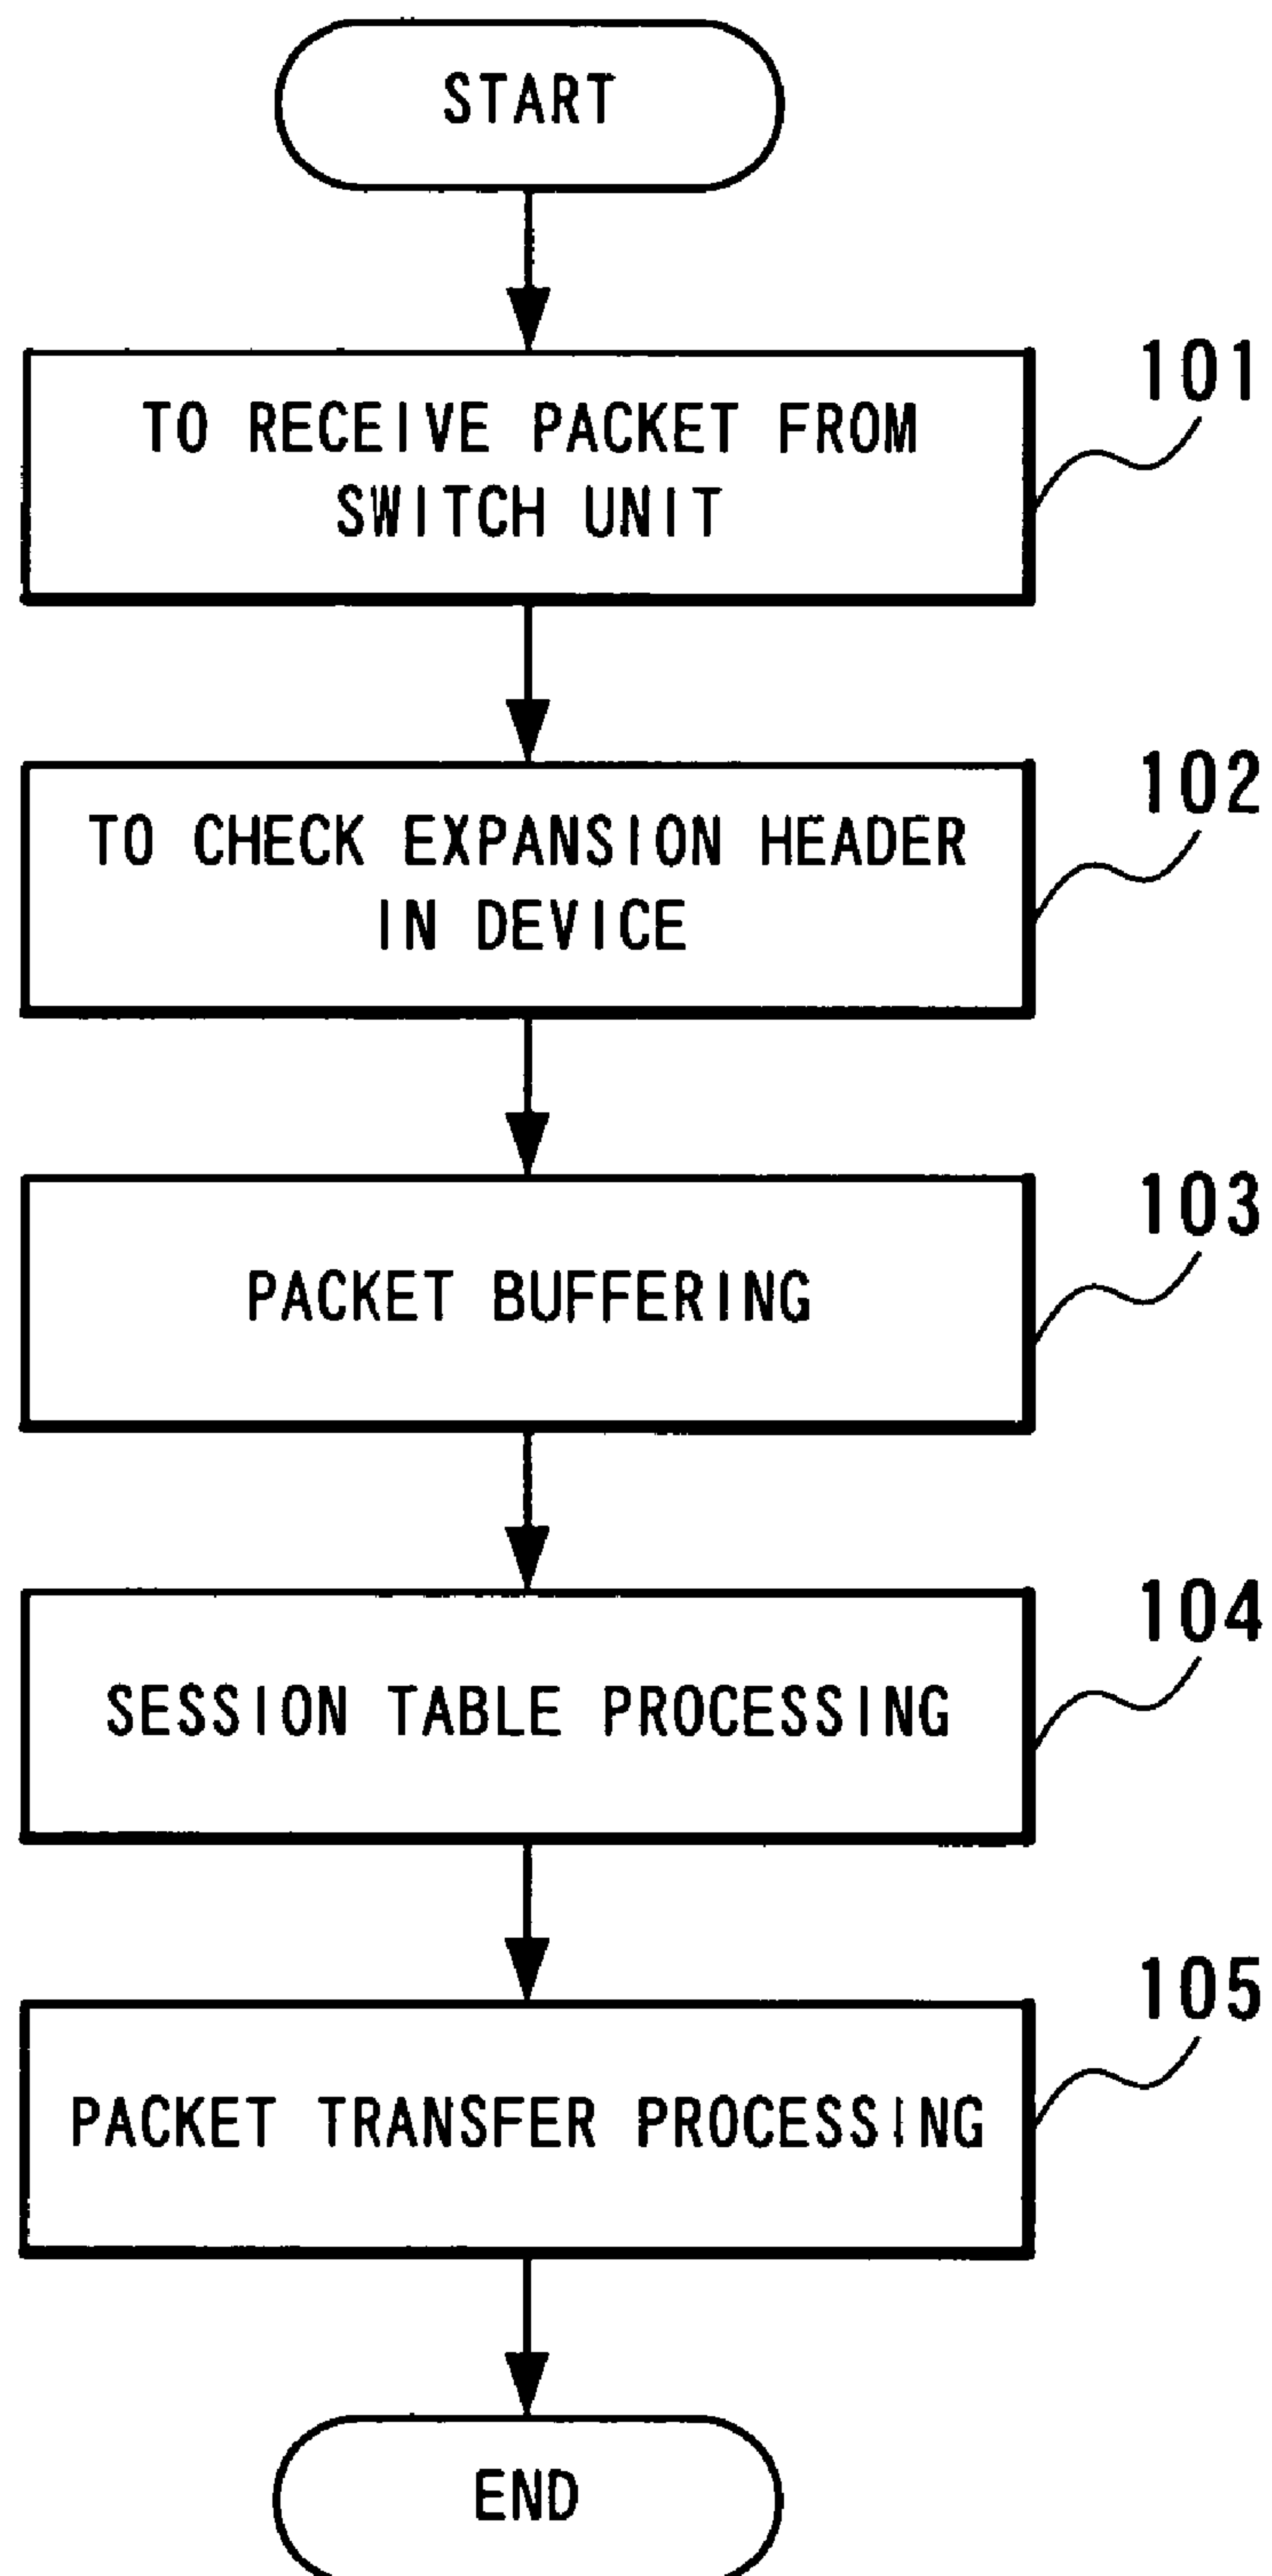 START
101
TO RECEIVE PACKET FROM
SWITCH UNIT
102
TO CHECK EXPANSION HEADER
IN DEVICE
103
PACKET BUFFERING
104
SESSION TABLE PROCESSING
105
PACKET TRANSFER PROCESSING
END